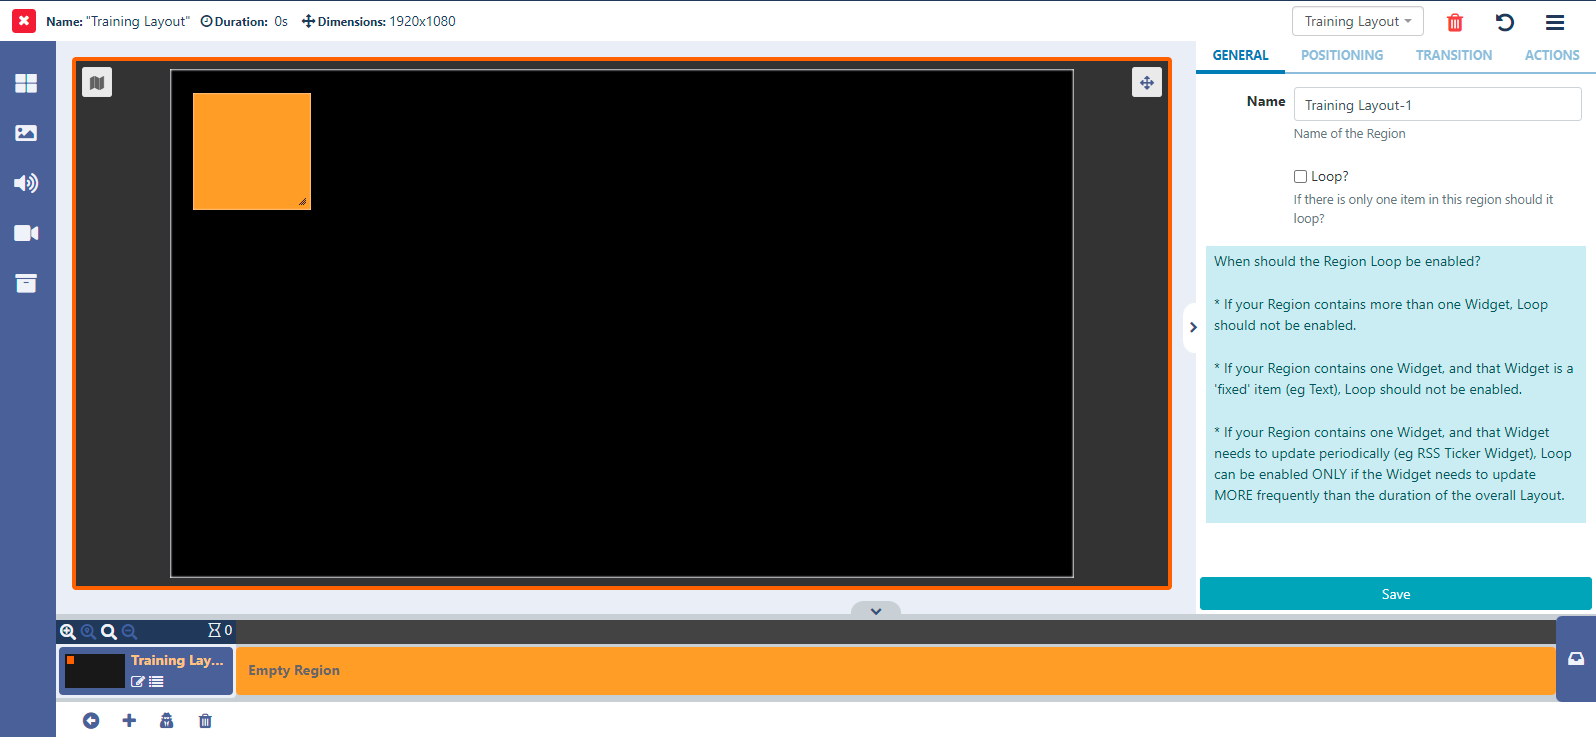 Name: "Training Layout" Duration: 0s Dimensions: 1920x1080
Training Layout
GENERAL POSITIONING TRANSITION ACTIONS
Name Training Layout-1
Name of the Region
Loop?
If there is only one item in this region should it
loop?
When should the Region Loop be enabled?
* If your Region contains more than one Widget, Loop
should not be enabled.
* If your Region contains one Widget, and that Widget is a
'fixed' item (eg Text), Loop should not be enabled.
* If your Region contains one Widget, and that Widget
needs to update periodically (eg RSS Ticker Widget), Loop
can be enabled ONLY if the Widget needs to update
MORE frequently than the duration of the overall Layout.
Save
0
Training Lay...
Empty Region